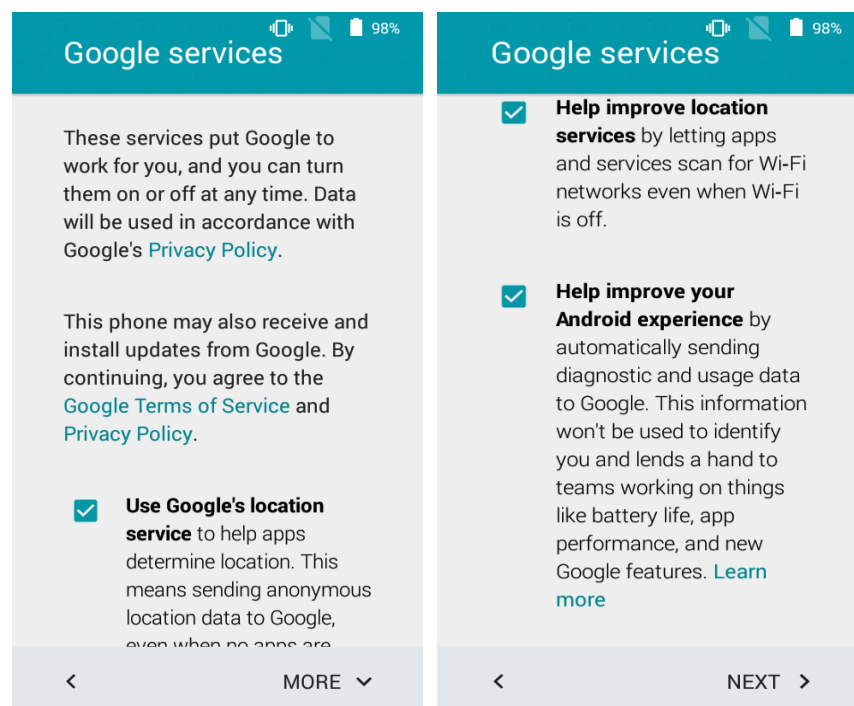 98%
Google services
These services put Google to
work for you, and you can turn
them on or off at any time. Data
will be used in accordance with
Google's Privacy Policy.
This phone may also receive and
install updates from Google. By
continuing, you agree to the
Google Terms of Service and
Privacy Policy.
Use Google's location
service to help apps
determine location. This
means sending anonymous
location data to Google,
even when no apps are
MORE
98%
Google services
Help improve location
services by letting apps
and services scan for Wi-Fi
networks even when Wi-Fi
is off.
Help improve your
Android experience by
automatically sending
diagnostic and usage data
to Google. This information
won't be used to identify
you and lends a hand to
teams working on things
like battery life, app
performance, and new
Google features. Learn
more
NEXT